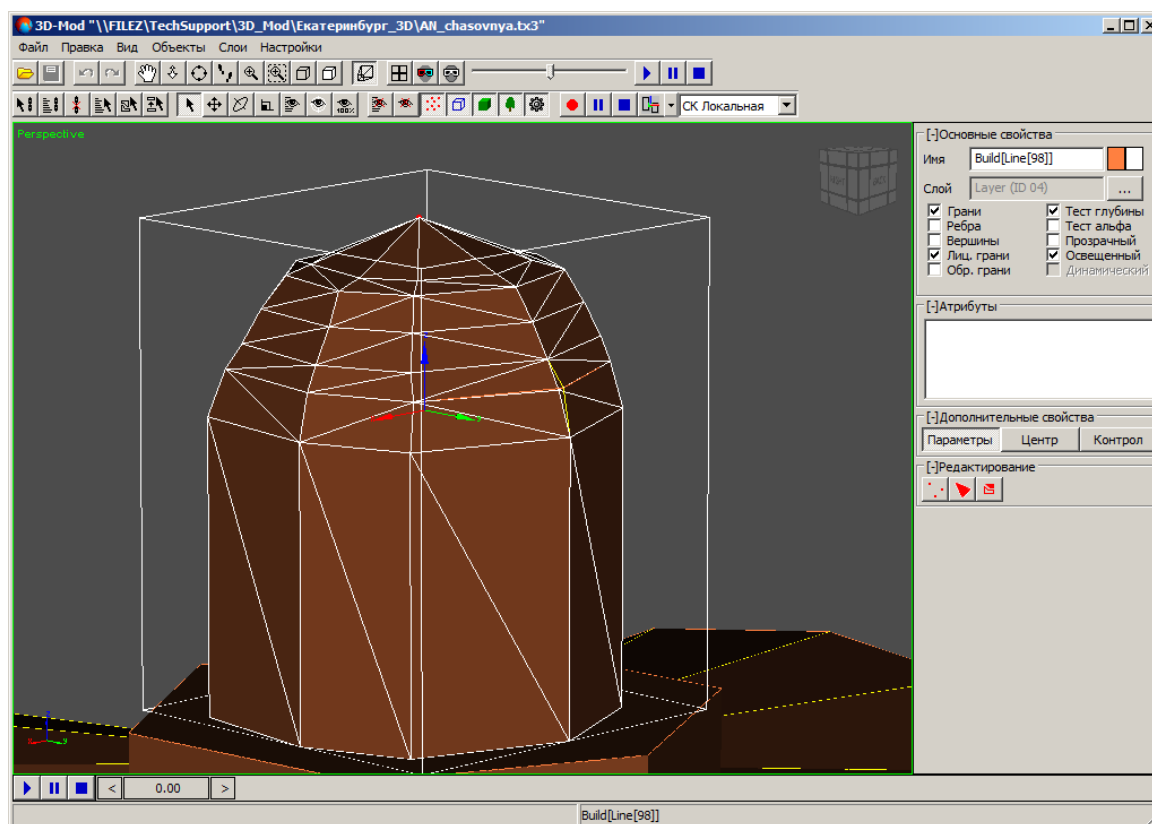 3D-Mod "\\FILEZ\TechSupport\3D_Mod\Екатеринбург_3D\AN_chasovnya.tx3"
Файл Правка Вид Объекты Слои Настройки
100%
СК Локальная
Perspective
[-]Основные свойства
Имя Build[Line[98]]
Слой Layer (ID 04) ...
Грани Тест глубины
Ребра Тест альфа
Вершины Прозрачный
Лиц. грани Освещенный
Обр. грани Динамический
[-]Атрибуты
[-]Дополнительные свойства
Параметры Центр Контрол
[-]Редактирование
z
x y
< 0.00 >
Build[Line[98]]